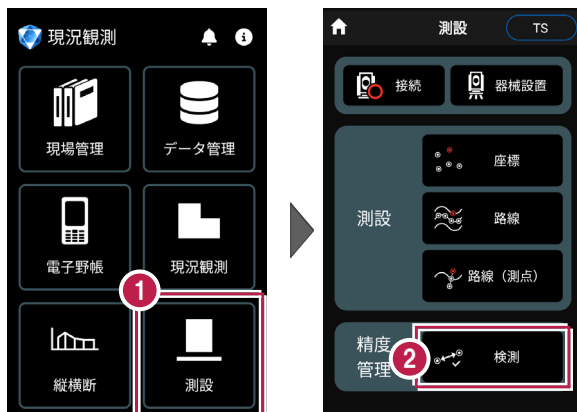 現況観測
現場管理
データ管理
電子野帳
現況観測
1
縦横断
測設
測設
TS
接続
器械設置
測設
座標
路線
路線（測点）
精度
管理
2
検測